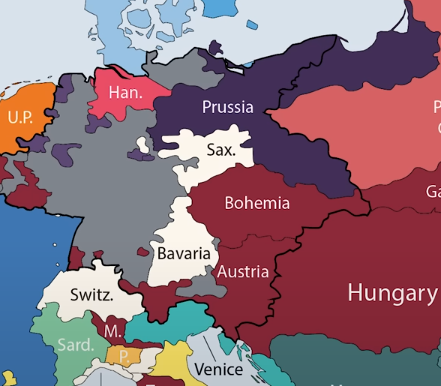 Han.
U.P.
Prussia
P
Sax.
Ga
Bohemia
Bavaria
Austria
Switz.
Hungary
M.
Sard.
P.
Venice